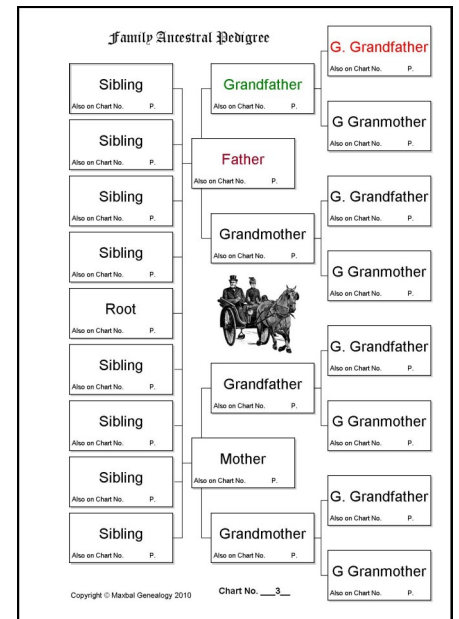 Family Ancestral Pedigree
Sibling
Also on Chart No. P.
Sibling
Also on Chart No. P.
Sibling
Also on Chart No. P.
Sibling
Also on Chart No. P.
Root
Also on Chart No. P.
Sibling
Also on Chart No. P.
Sibling
Also on Chart No. P.
Sibling
Also on Chart No. P.
Sibling
Also on Chart No. P.
Father
Also on Chart No. P.
Mother
Also on Chart No. P.
Grandfather
Also on Chart No. P.
Grandmother
Also on Chart No. P.
Grandfather
Also on Chart No. P.
Grandmother
Also on Chart No. P.
G. Grandfather
Also on Chart No. P.
G Granmother
Also on Chart No. P.
G. Grandfather
Also on Chart No. P.
G Granmother
Also on Chart No. P.
G. Grandfather
Also on Chart No. P.
G Granmother
Also on Chart No. P.
G. Grandfather
Also on Chart No. P.
G Granmother
Also on Chart No. P.
Copyright © Maxbal Genealogy 2010
Chart No. ___3__